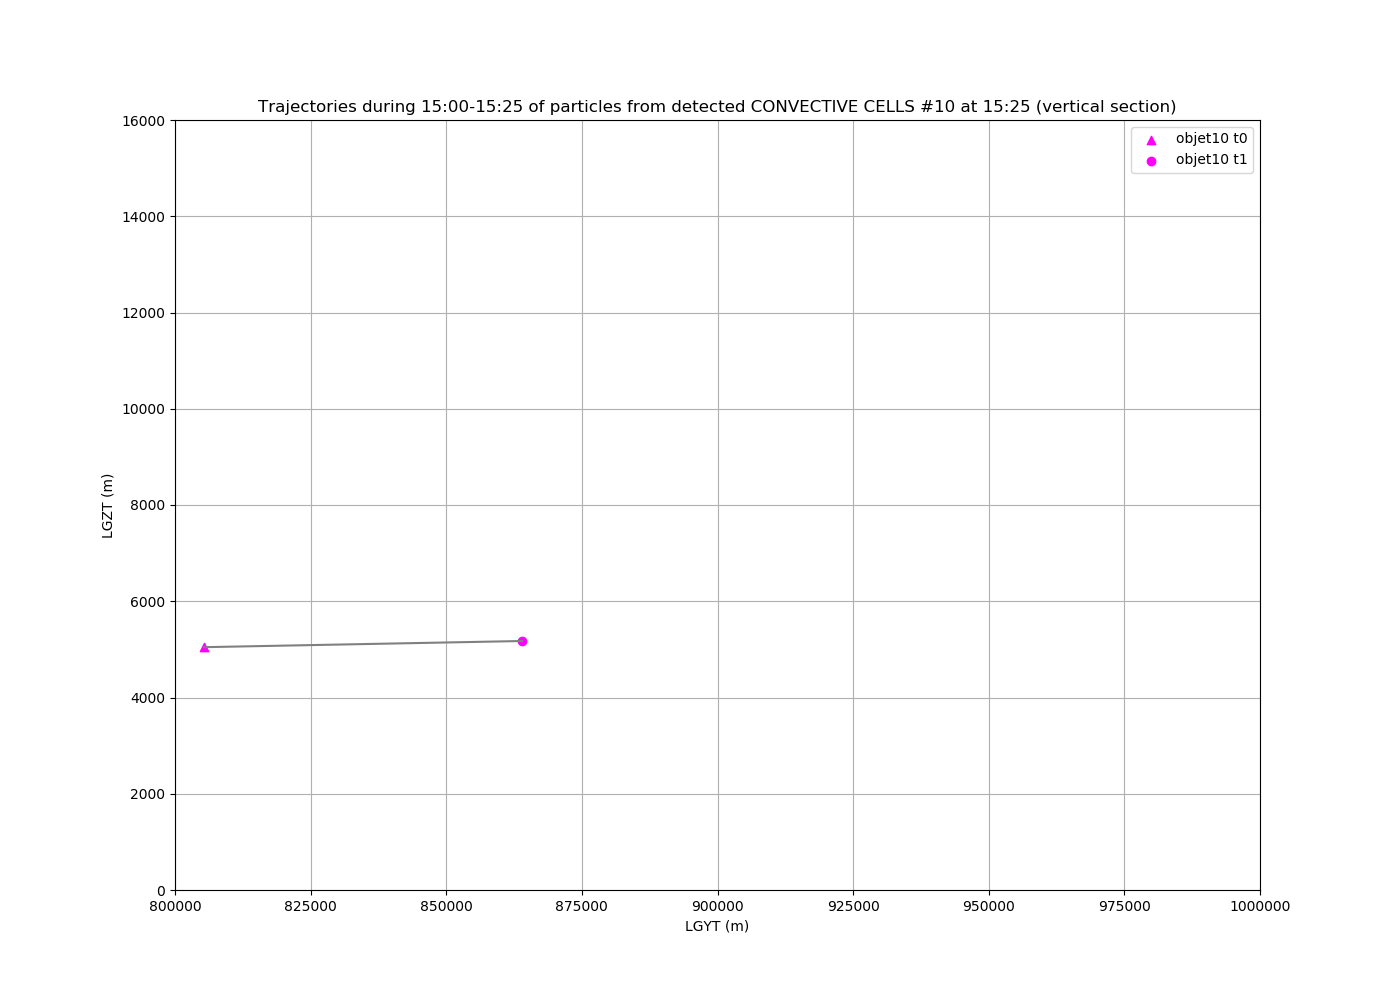 Trajectories during 15:00-15:25 of particles from detected CONVECTIVE CELLS #10 at 15:25 (vertical section)
objet10 t0
objet10 t1
16000
14000
12000
10000
8000
6000
4000
2000
0
LGZT (m)
800000 825000 850000 875000 900000 925000 950000 975000 1000000
LGYT (m)